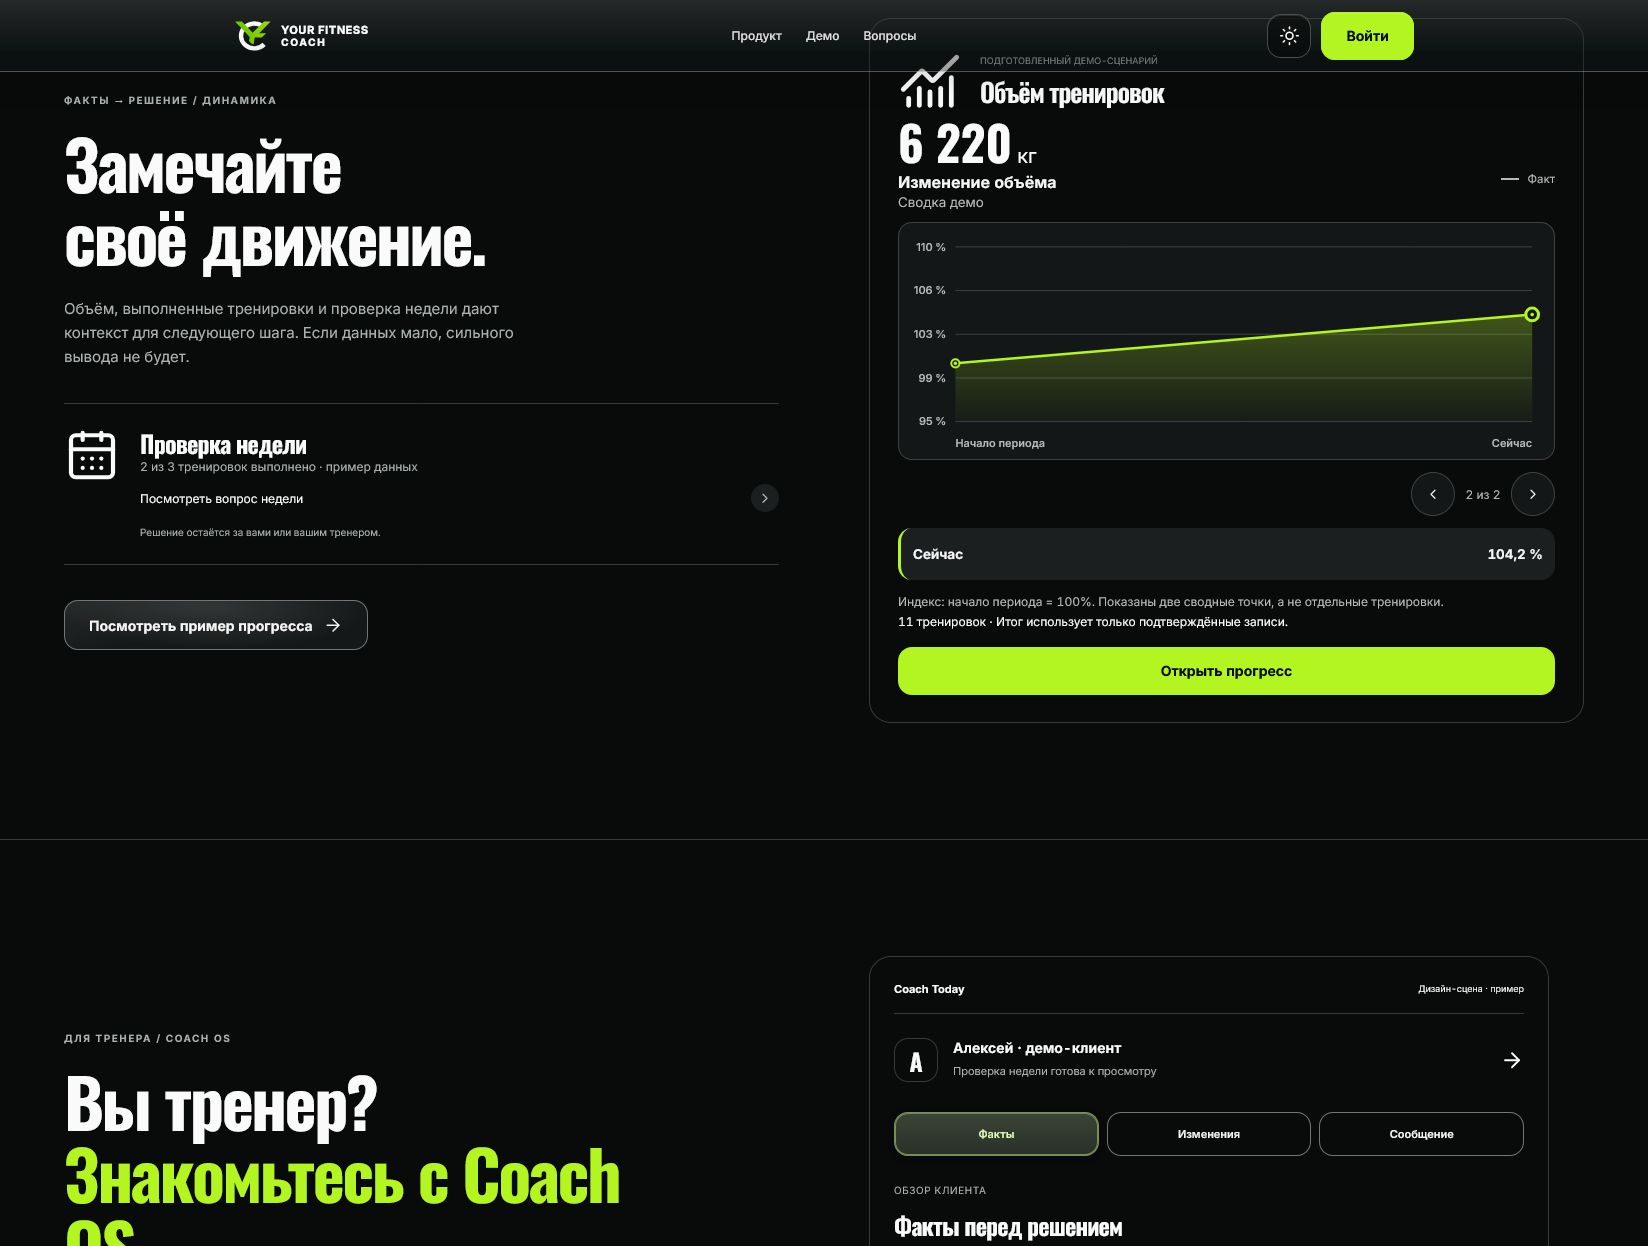 YOUR FITNESS
COACH
Продукт
Демо
Вопросы
Войти
ФАКТЫ → РЕШЕНИЕ / ДИНАМИКА
Замечайте
своё движение.
Объём, выполненные тренировки и проверка недели дают
контекст для следующего шага. Если данных мало, сильного
вывода не будет.
Проверка недели
2 из 3 тренировок выполнено · пример данных
Посмотреть вопрос недели
Решение остаётся за вами или вашим тренером.
Посмотреть пример прогресса
ПОДГОТОВЛЕННЫЙ ДЕМО-СЦЕНАРИЙ
Объём тренировок
6 220 КГ
Изменение объёма
Сводка демо
Факт
110 %
106 %
103 %
99 %
95 %
Начало периода
Сейчас
2 из 2
Сейчас
104,2 %
Индекс: начало периода = 100%. Показаны две сводные точки, а не отдельные тренировки.
11 тренировок · Итог использует только подтверждённые записи.
Открыть прогресс
ДЛЯ ТРЕНЕРА / COACH OS
Вы тренер?
Знакомьтесь с Coach
OS
Coach Today
Дизайн-сцена · пример
А
Алексей · демо-клиент
Проверка недели готова к просмотру
Факты
Изменения
Сообщение
ОБЗОР КЛИЕНТА
Факты перед решением